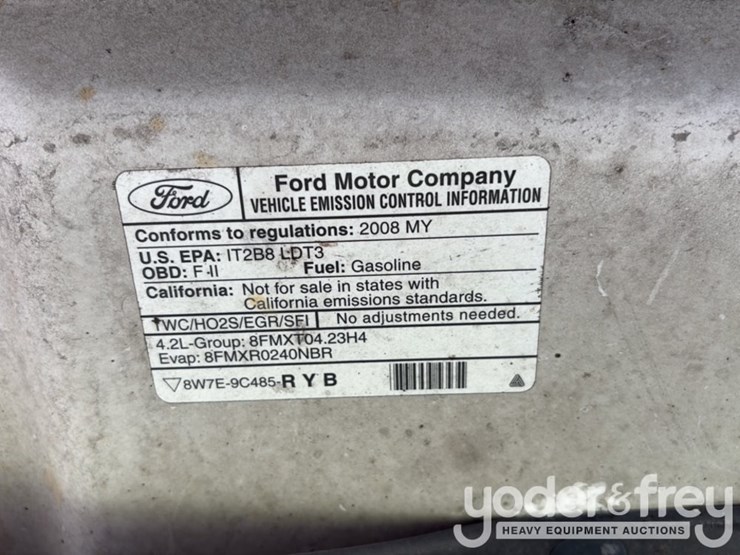 Ford
Ford Motor Company
VEHICLE EMISSION CONTROL INFORMATION
Conforms to regulations: 2008 MY
U.S. EPA: IT2B8 LDT3
OBD: F-II Fuel: Gasoline
California: Not for sale in states with
California emissions standards.
TWC/HO2S/EGR/SFI No adjustments needed.
4.2L-Group: 8FMXT04.23H4
Evap: 8FMXR0240NBR
8W7E-9C485-R Y B
yoder&frey
HEAVY EQUIPMENT AUCTIONS